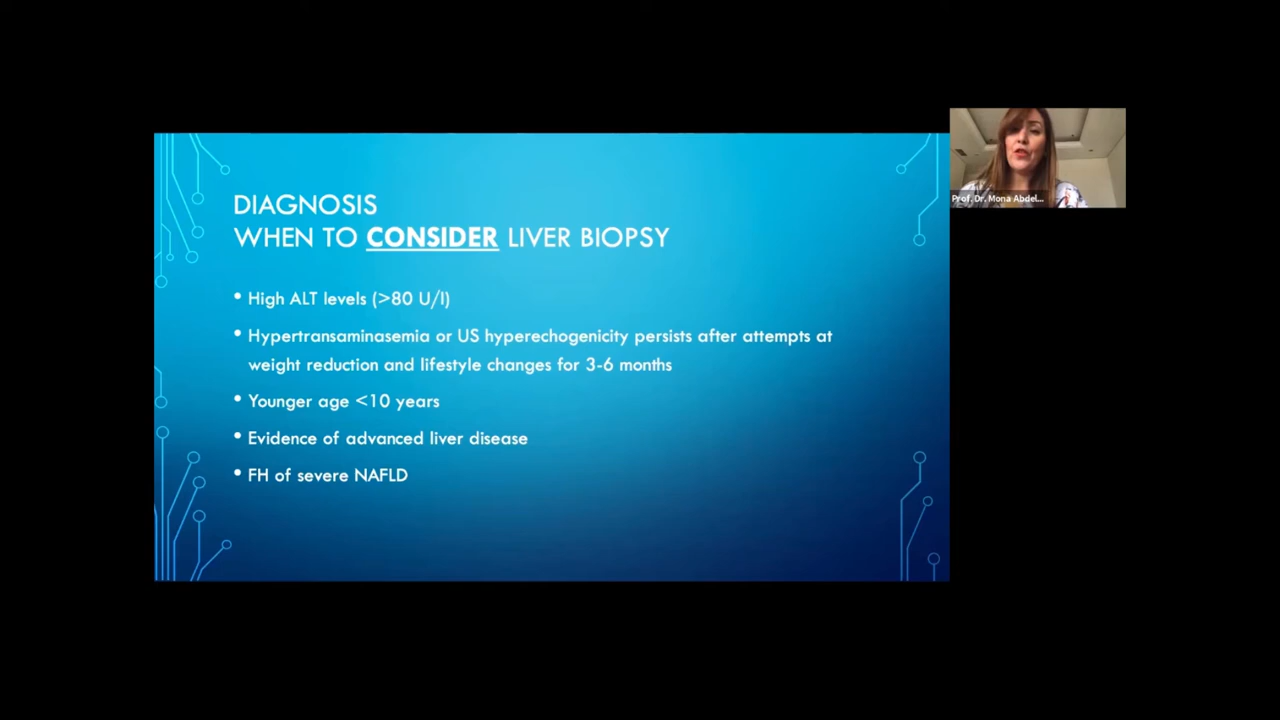 DIAGNOSIS
WHEN TO CONSIDER LIVER BIOPSY
• High ALT levels (>80 U/l)
• Hypertransaminasemia or US hyperechogenicity persists after attempts at
weight reduction and lifestyle changes for 3-6 months
• Younger age <10 years
• Evidence of advanced liver disease
• FH of severe NAFLD
Prof. Dr. Mona Abdel...